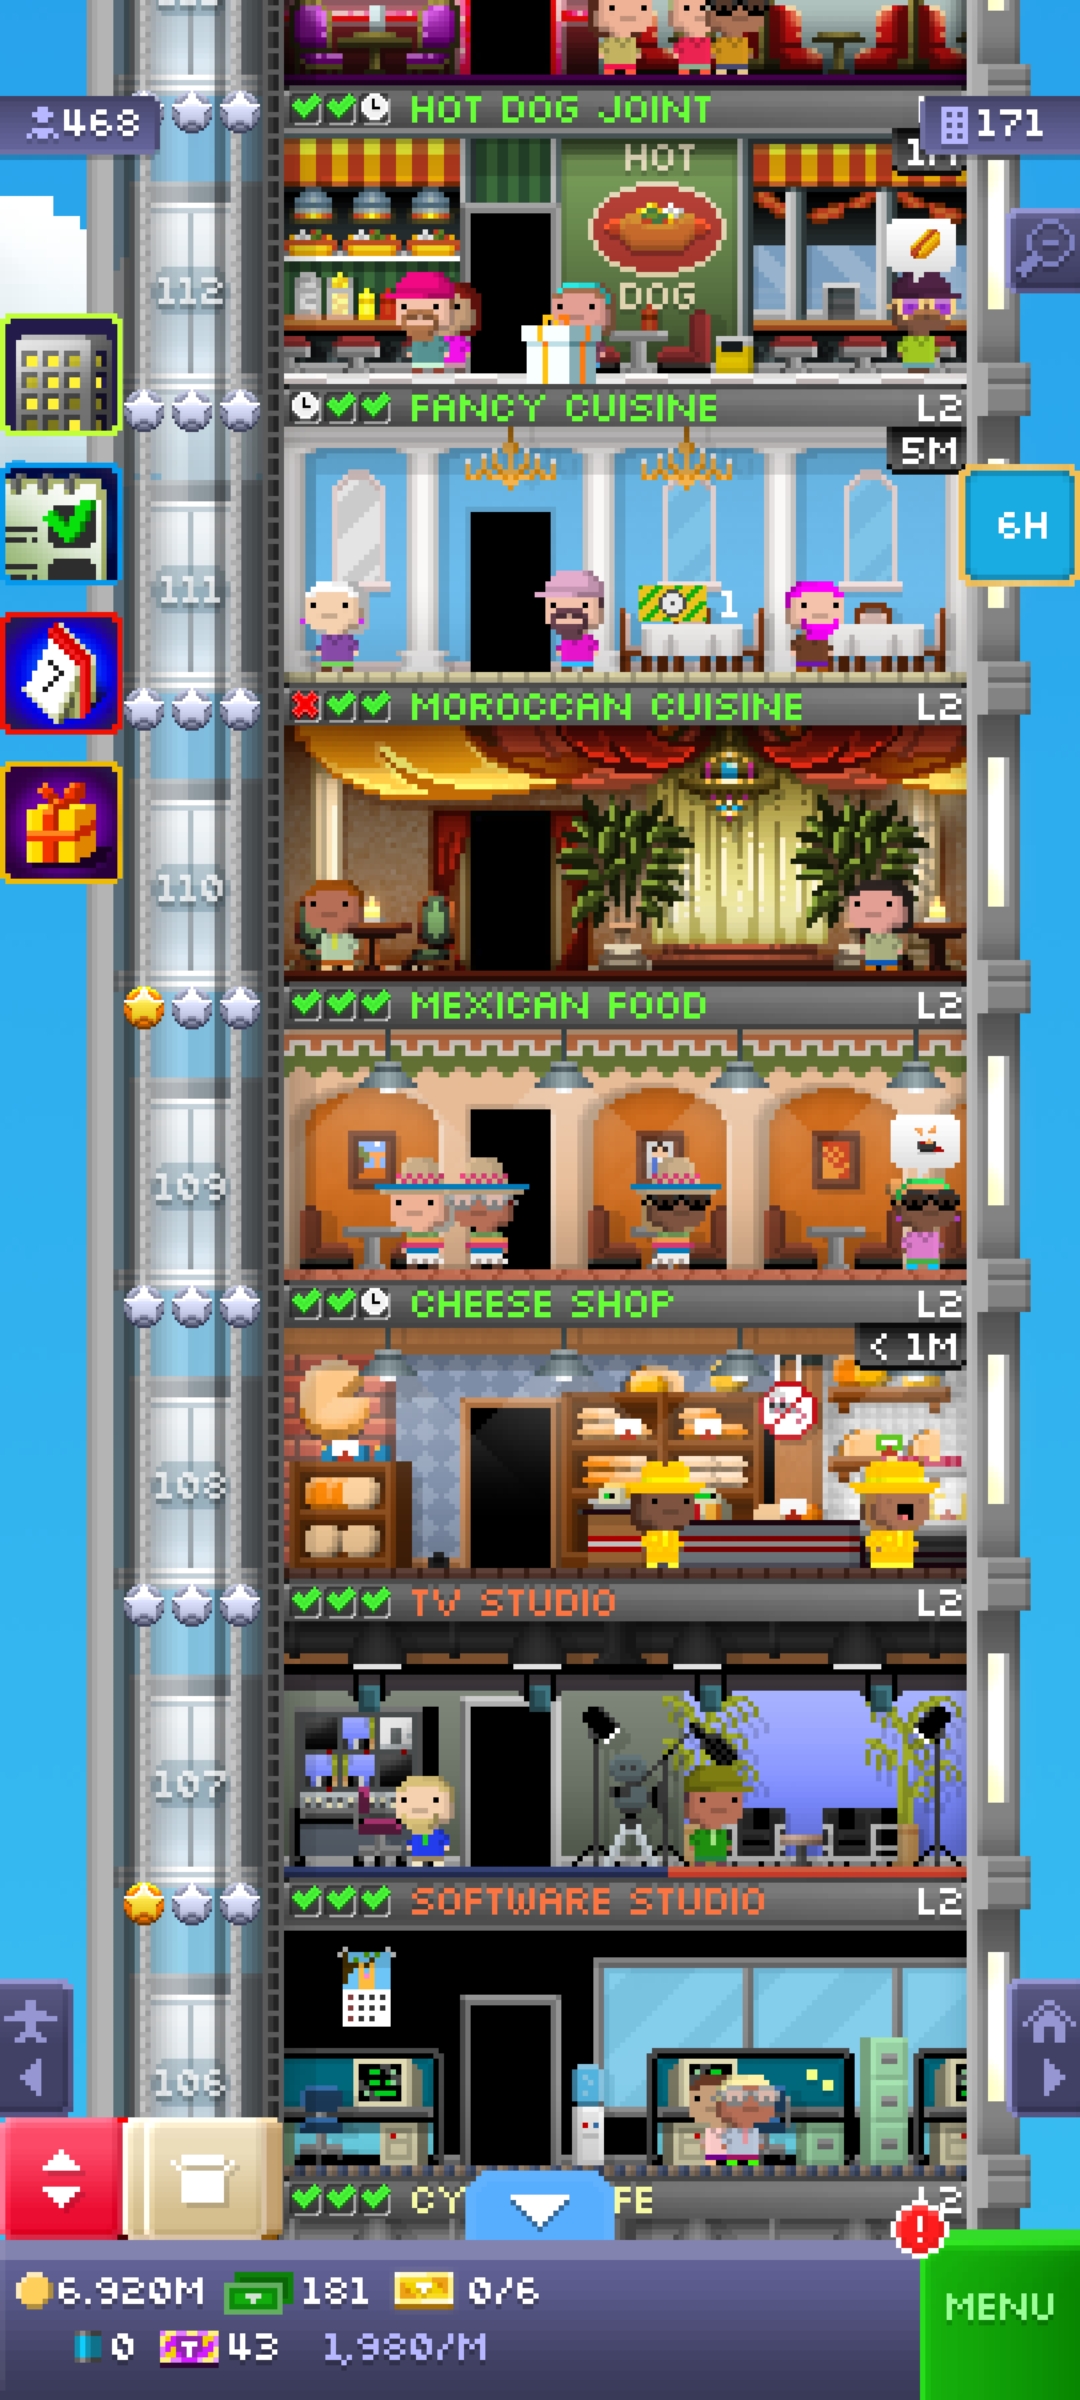 HOT DOG JOINT
468
171
HOT
DOG
112
FANCY CUISINE L2
5M
6H
1
111
MOROCCAN CUISINE L2
110
MEXICAN FOOD L2
109
CHEESE SHOP L2
< 1M
108
TV STUDIO L2
107
SOFTWARE STUDIO L2
106
6.920M 181 0/6
MENU
0 43 1,980/M